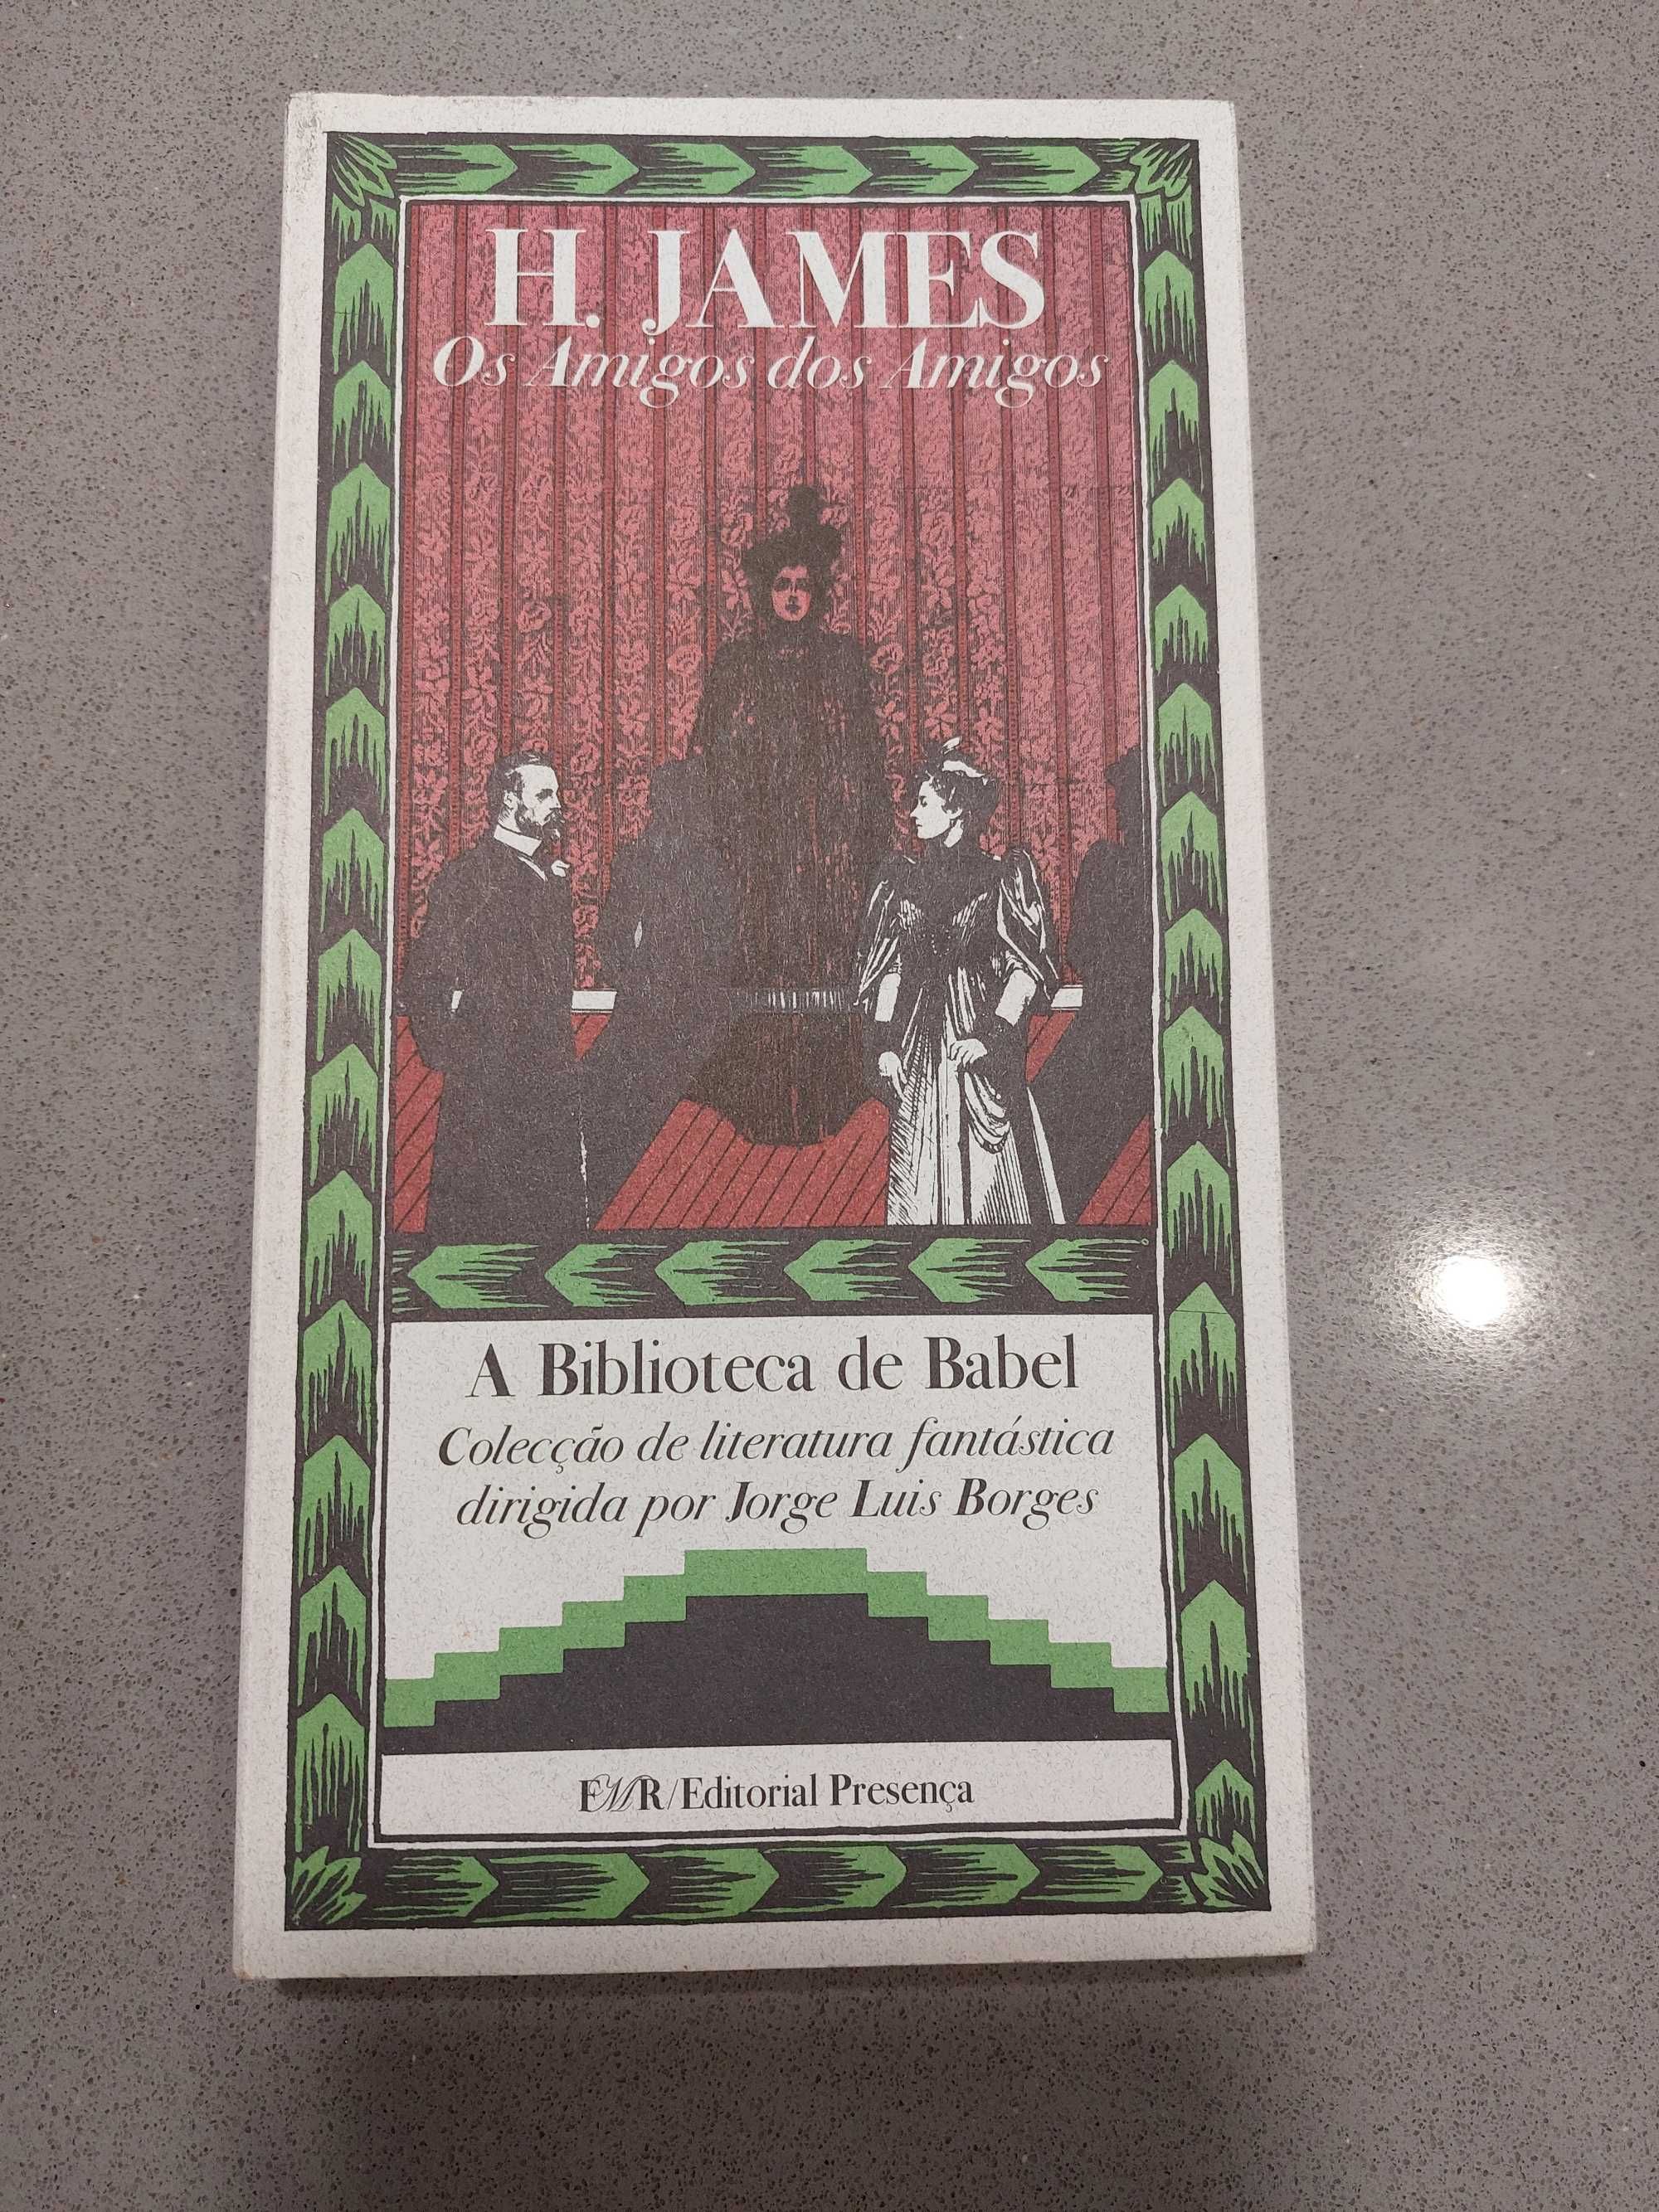 H. JAMES
Os Amigos dos Amigos
A Biblioteca de Babel
Colecção de literatura fantástica
dirigida por Jorge Luis Borges
FMR/Editorial Presença